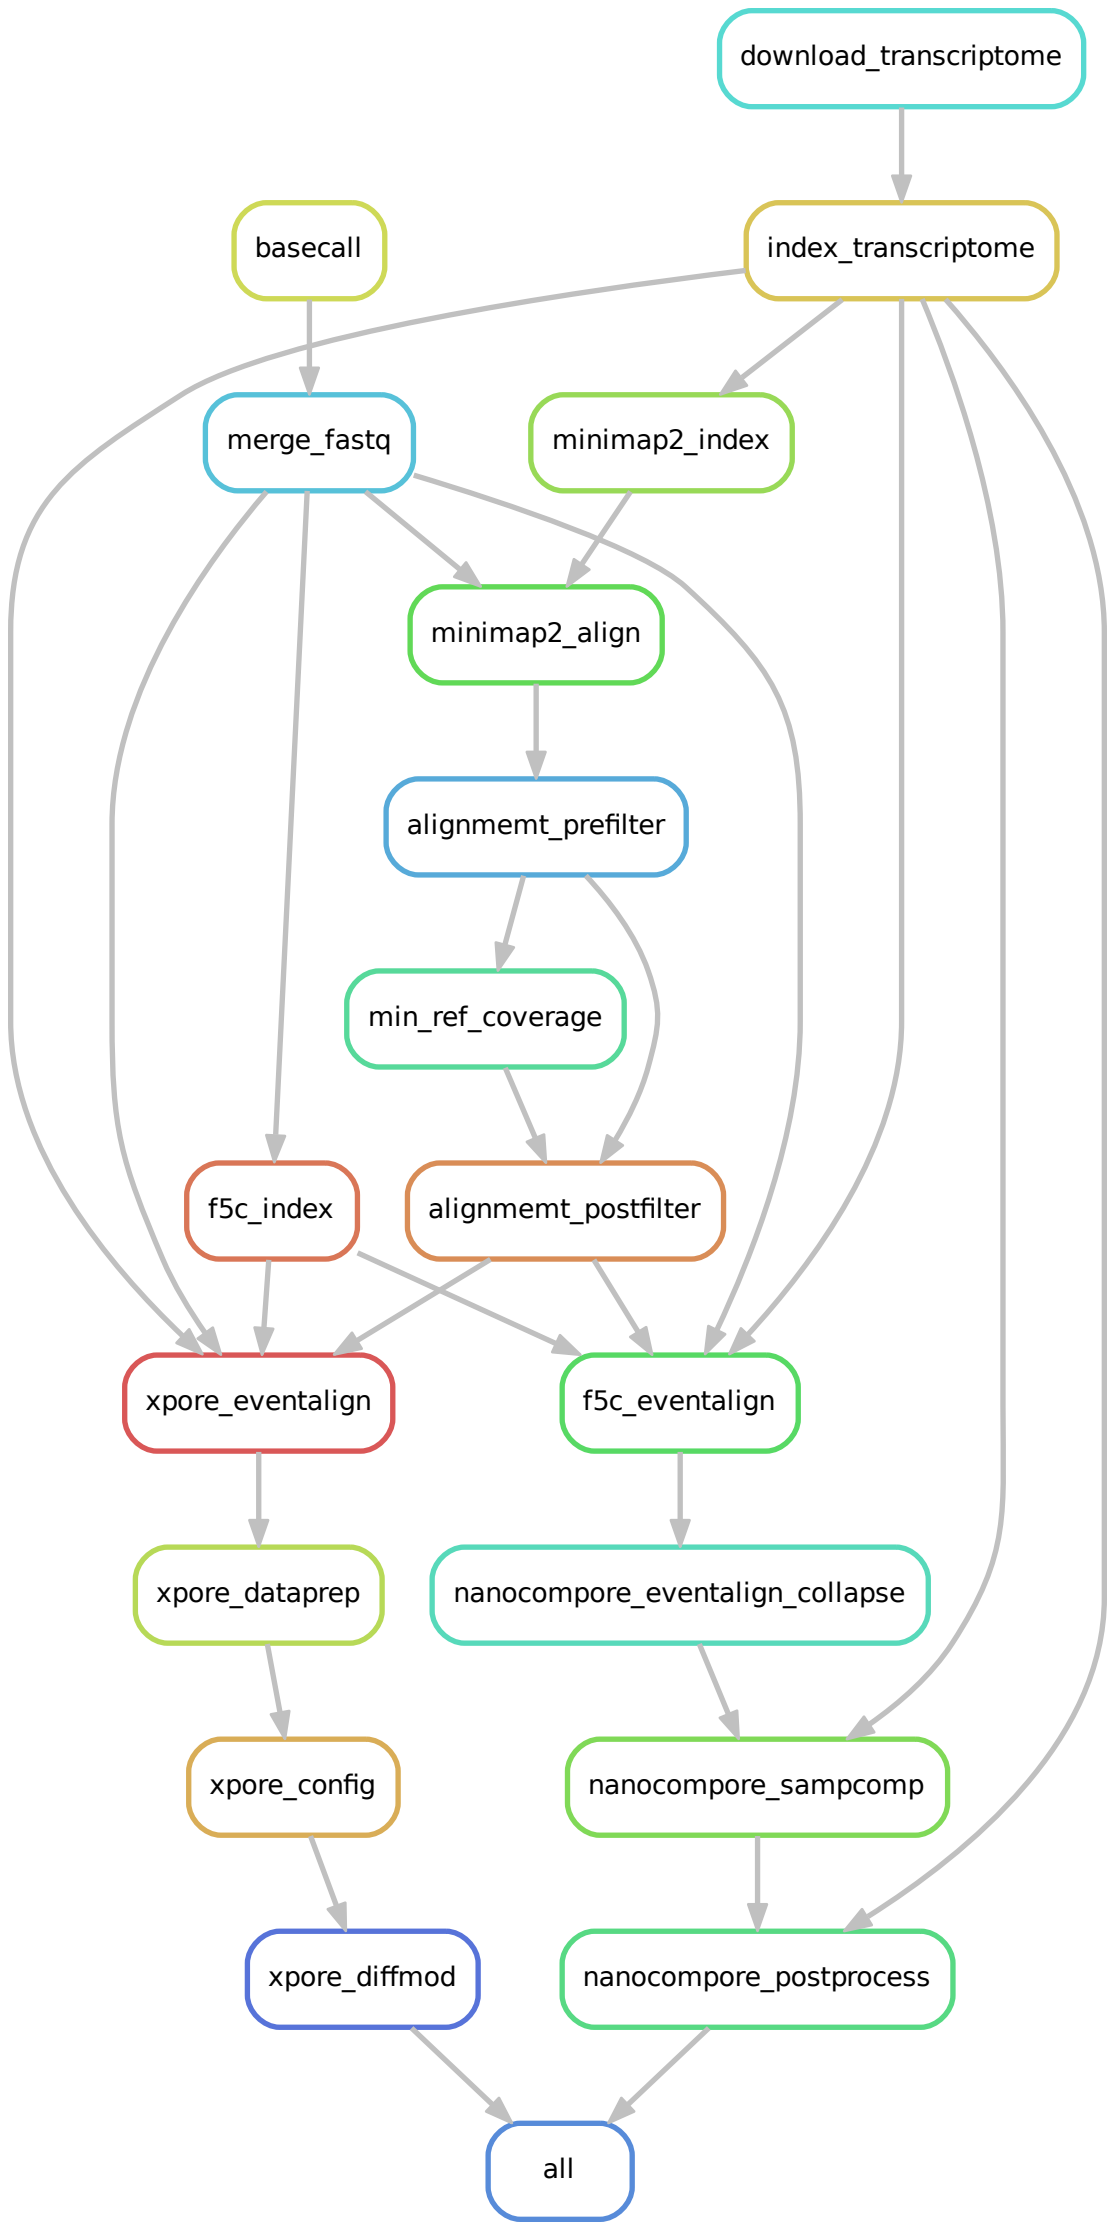 download_transcriptome
basecall
index_transcriptome
merge_fastq
minimap2_index
minimap2_align
alignmemt_prefilter
min_ref_coverage
f5c_index
alignmemt_postfilter
xpore_eventalign
f5c_eventalign
xpore_dataprep
nanocompore_eventalign_collapse
xpore_config
nanocompore_sampcomp
xpore_diffmod
nanocompore_postprocess
all